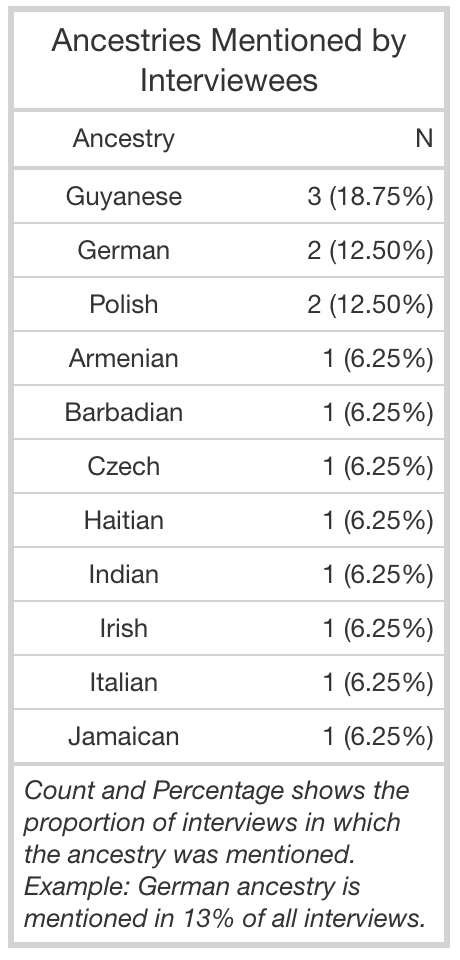 Ancestries Mentioned by
Interviewees
Ancestry N
Guyanese 3 (18.75%)
German 2 (12.50%)
Polish 2 (12.50%)
Armenian 1 (6.25%)
Barbadian 1 (6.25%)
Czech 1 (6.25%)
Haitian 1 (6.25%)
Indian 1 (6.25%)
Irish 1 (6.25%)
Italian 1 (6.25%)
Jamaican 1 (6.25%)
Count and Percentage shows the
proportion of interviews in which
the ancestry was mentioned.
Example: German ancestry is
mentioned in 13% of all interviews.